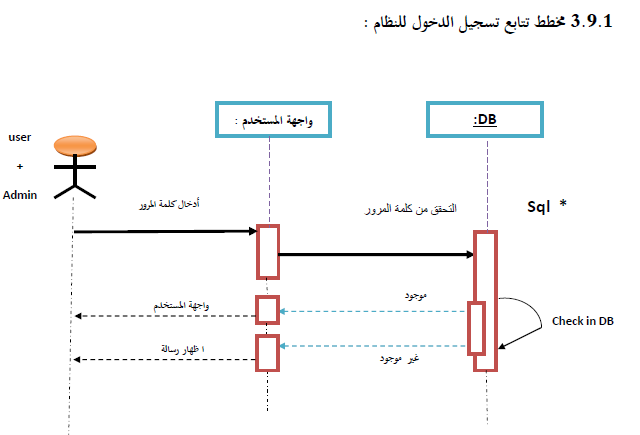 3.9.1 مخطط تتابع تسجيل الدخول للنظام :
واجهة المستخدم :
:DB
user
+
Admin
أدخال كلمة المرور
التحقق من كلمة المرور
Sql *
موجود
واجهة المستخدم
Check in DB
غير موجود
ا ظهار رسالة